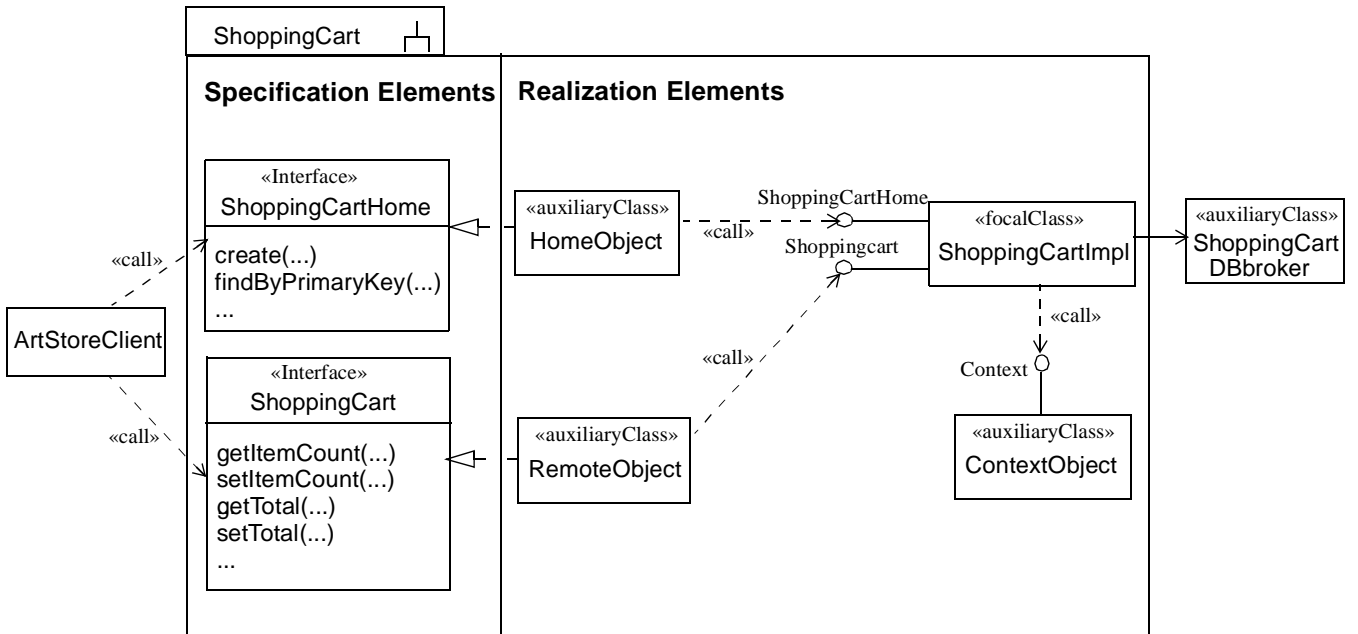 ShoppingCart
Specification Elements
Realization Elements
«Interface»
ShoppingCartHome
create(...)
findByPrimaryKey(...)
...
«auxiliaryClass»
HomeObject
«call»
ShoppingCartHome
Shoppingcart
«focalClass»
ShoppingCartImpl
«auxiliaryClass»
ShoppingCart
DBbroker
«call»
ArtStoreClient
«call»
«call»
Context
«auxiliaryClass»
ContextObject
«call»
«Interface»
ShoppingCart
getItemCount(...)
setItemCount(...)
getTotal(...)
setTotal(...)
...
«auxiliaryClass»
RemoteObject